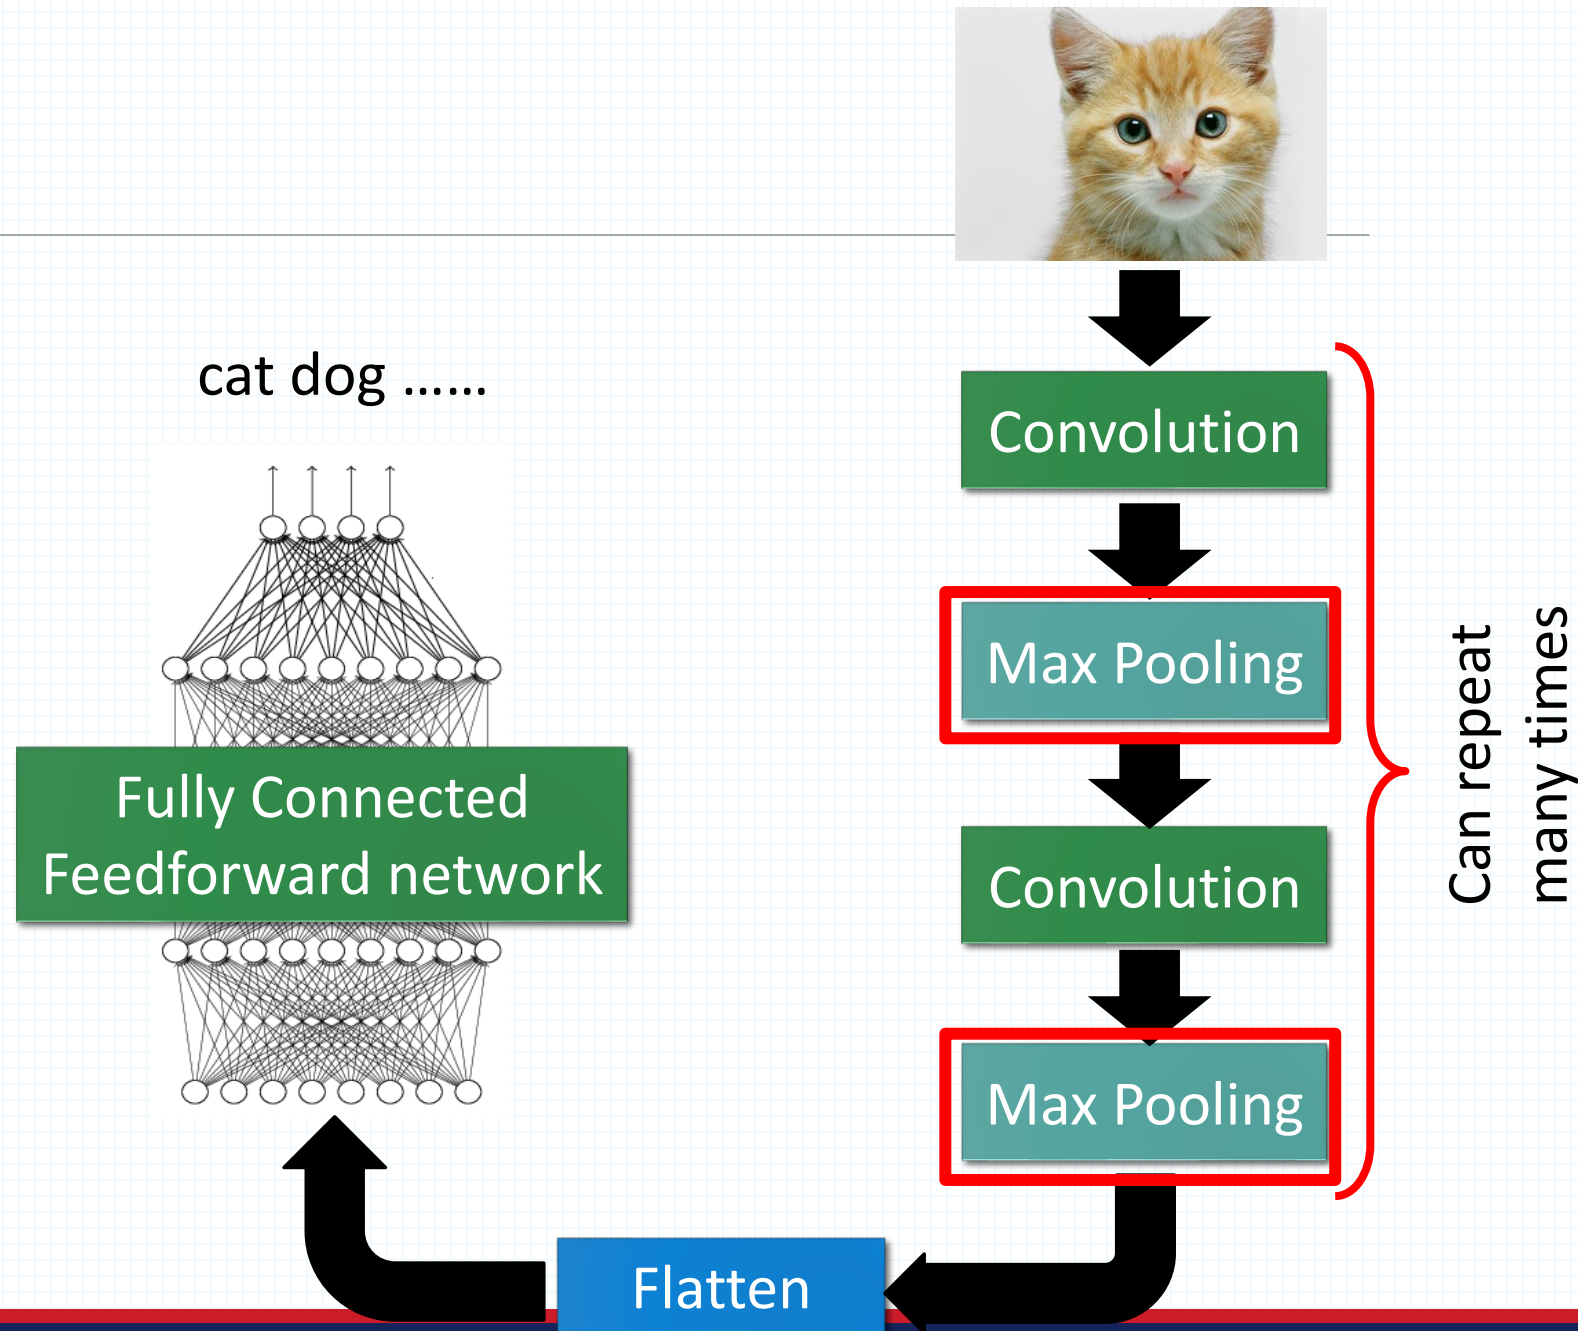 cat dog ……
Convolution
Max Pooling
Convolution
Max Pooling
Can repeat
many times
Fully Connected
Feedforward network
Flatten